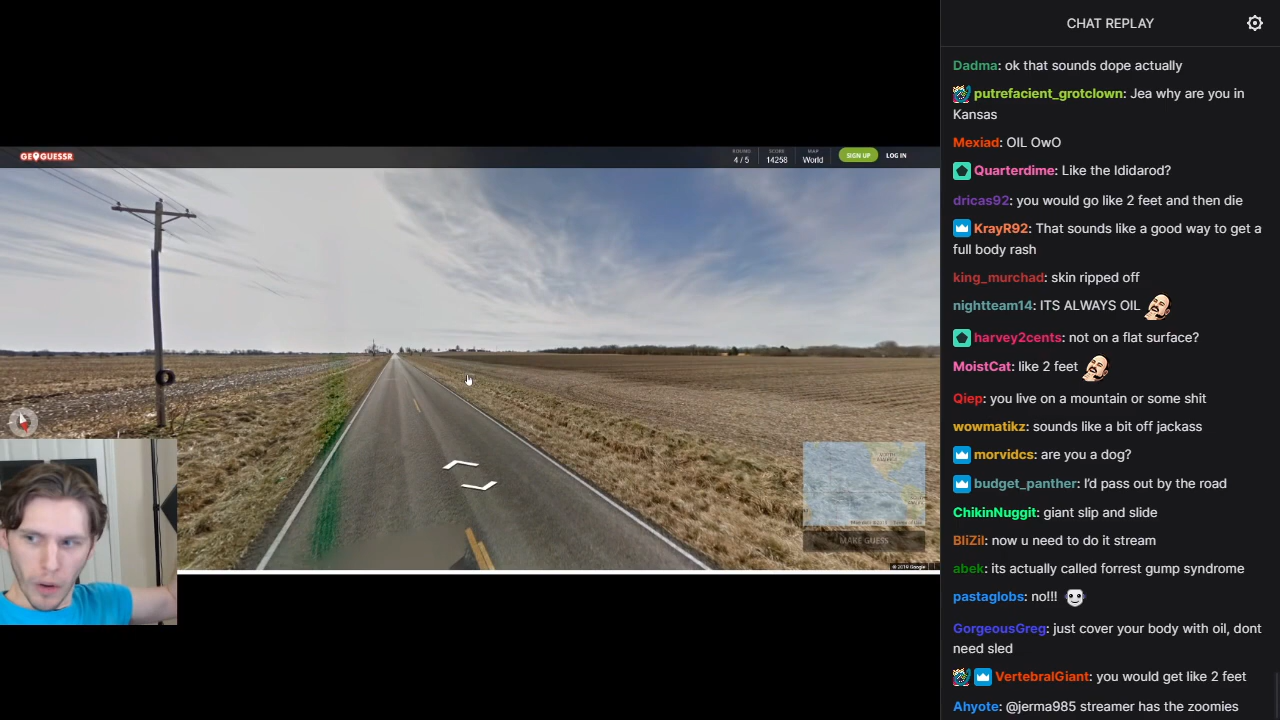 CHAT REPLAY
GEOGUESSR
ROUND
4 / 5
SCORE
14258
MAP
World
SIGN UP
LOG IN
MAKE GUESS
© 2019 Google
Dadma: ok that sounds dope actually
putrefacient_grotclown: Jea why are you in
Kansas
Mexiad: OIL OwO
Quarterdime: Like the Ididarod?
dricas92: you would go like 2 feet and then die
KrayR92: That sounds like a good way to get a
full body rash
king_murchad: skin ripped off
nightteam14: ITS ALWAYS OIL
harvey2cents: not on a flat surface?
MoistCat: like 2 feet
Qiep: you live on a mountain or some shit
wowmatikz: sounds like a bit off jackass
morvidcs: are you a dog?
budget_panther: I'd pass out by the road
ChikinNuggit: giant slip and slide
BliZil: now u need to do it stream
abek: its actually called forrest gump syndrome
pastaglobs: no!!!
GorgeousGreg: just cover your body with oil, dont
need sled
VertebralGiant: you would get like 2 feet
Ahyote: @jerma985 streamer has the zoomies